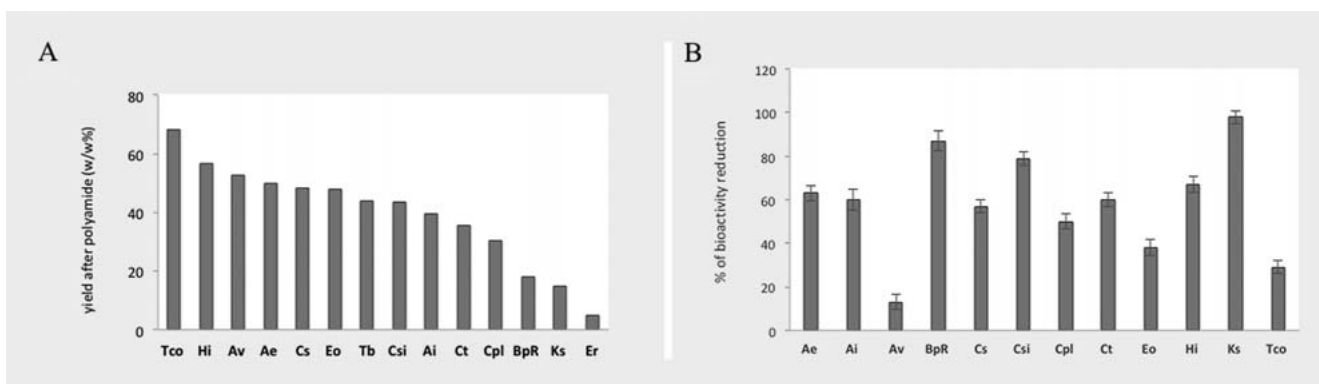 A
yield after polyamide (w/w%)
80
60
40
20
0
Tco Hi Av Ae Cs Eo Tb Csi Ai Ct Cpl BpR Ks Er
B
% of bioactivity reduction
120
100
80
60
40
20
0
Ae Ai Av BpR Cs Csi Cpl Ct Eo Hi Ks Tco